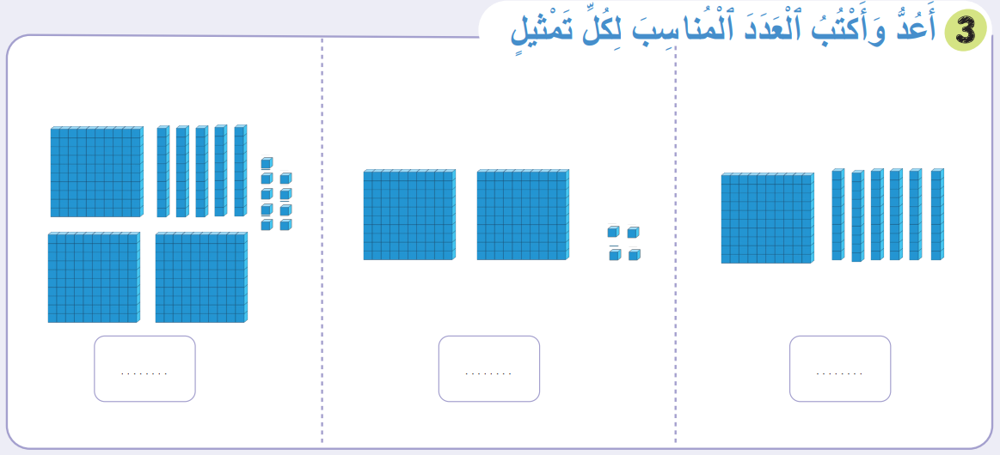 3 أَعُدُّ وَأَكْتُبُ ٱلْعَدَدَ ٱلْمُناسِبَ لِكُلِّ تَمْثيلٍ
........
........
........